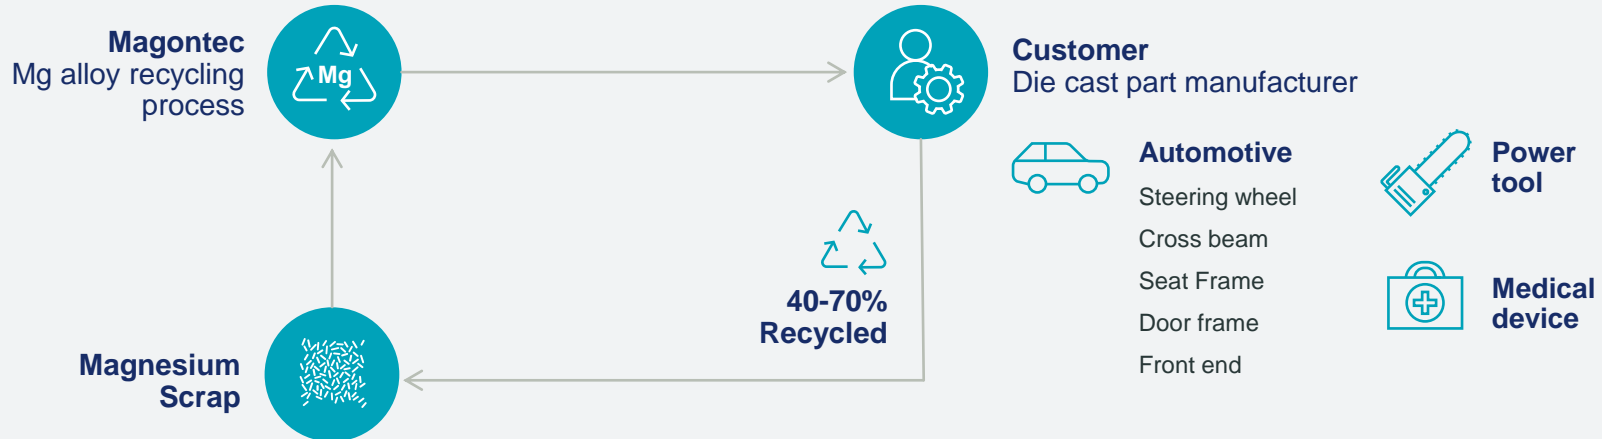 Magontec
Mg alloy recycling
process
Mg
Customer
Die cast part manufacturer
Automotive
Steering wheel
Cross beam
Seat Frame
Door frame
Front end
Power
tool
Medical
device
40-70%
Recycled
Magnesium
Scrap